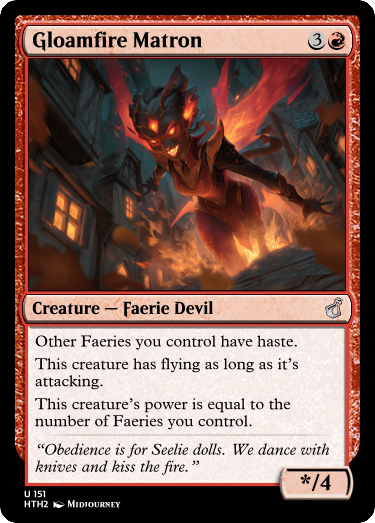 Gloamfire Matron 3
Creature — Faerie Devil
Other Faeries you control have haste.
This creature has flying as long as it's
attacking.
This creature's power is equal to the
number of Faeries you control.
“Obedience is for Seelie dolls. We dance with
knives and kiss the fire.”
*/4
U 151
HTH2 Midjourney